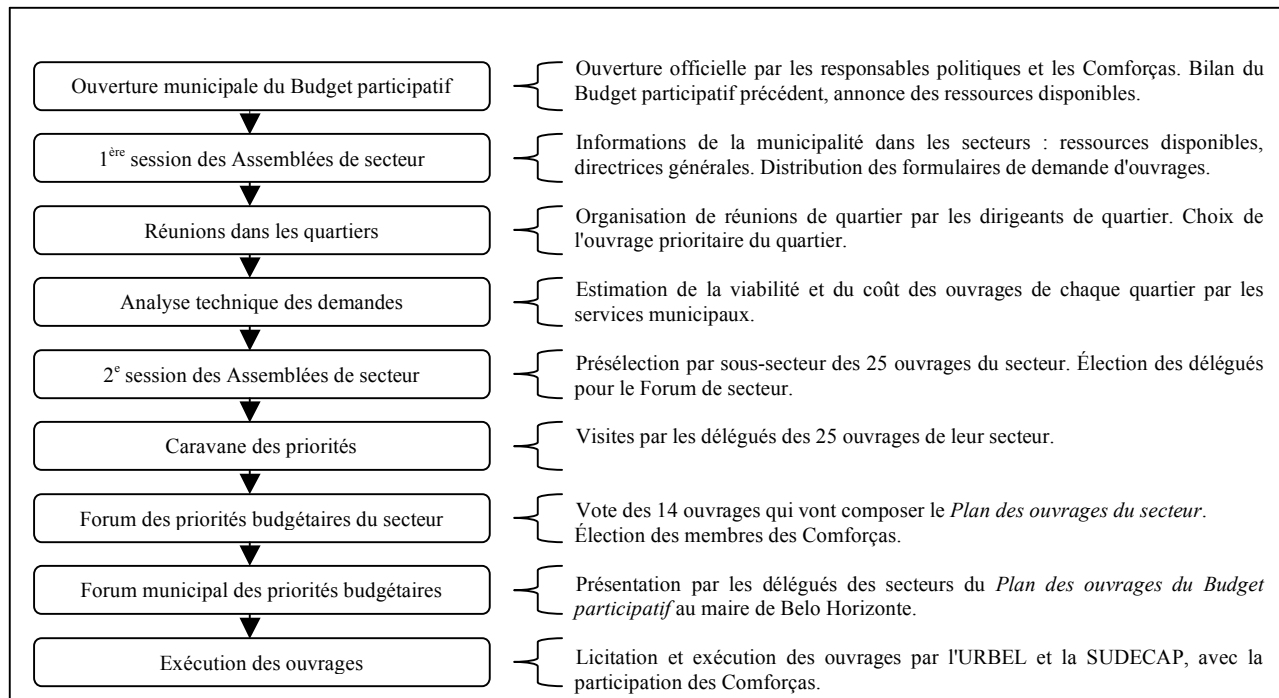 Ouverture municipale du Budget participatif
Ouverture officielle par les responsables politiques et les Comforças. Bilan du
Budget participatif précédent, annonce des ressources disponibles.
1ère session des Assemblées de secteur
Informations de la municipalité dans les secteurs : ressources disponibles,
directrices générales. Distribution des formulaires de demande d'ouvrages.
Réunions dans les quartiers
Organisation de réunions de quartier par les dirigeants de quartier. Choix de
l'ouvrage prioritaire du quartier.
Analyse technique des demandes
Estimation de la viabilité et du coût des ouvrages de chaque quartier par les
services municipaux.
2e session des Assemblées de secteur
Présélection par sous-secteur des 25 ouvrages du secteur. Élection des délégués
pour le Forum de secteur.
Caravane des priorités
Visites par les délégués des 25 ouvrages de leur secteur.
Forum des priorités budgétaires du secteur
Vote des 14 ouvrages qui vont composer le Plan des ouvrages du secteur.
Élection des membres des Comforças.
Forum municipal des priorités budgétaires
Présentation par les délégués des secteurs du Plan des ouvrages du Budget
participatif au maire de Belo Horizonte.
Exécution des ouvrages
Licitation et exécution des ouvrages par l'URBEL et la SUDECAP, avec la
participation des Comforças.